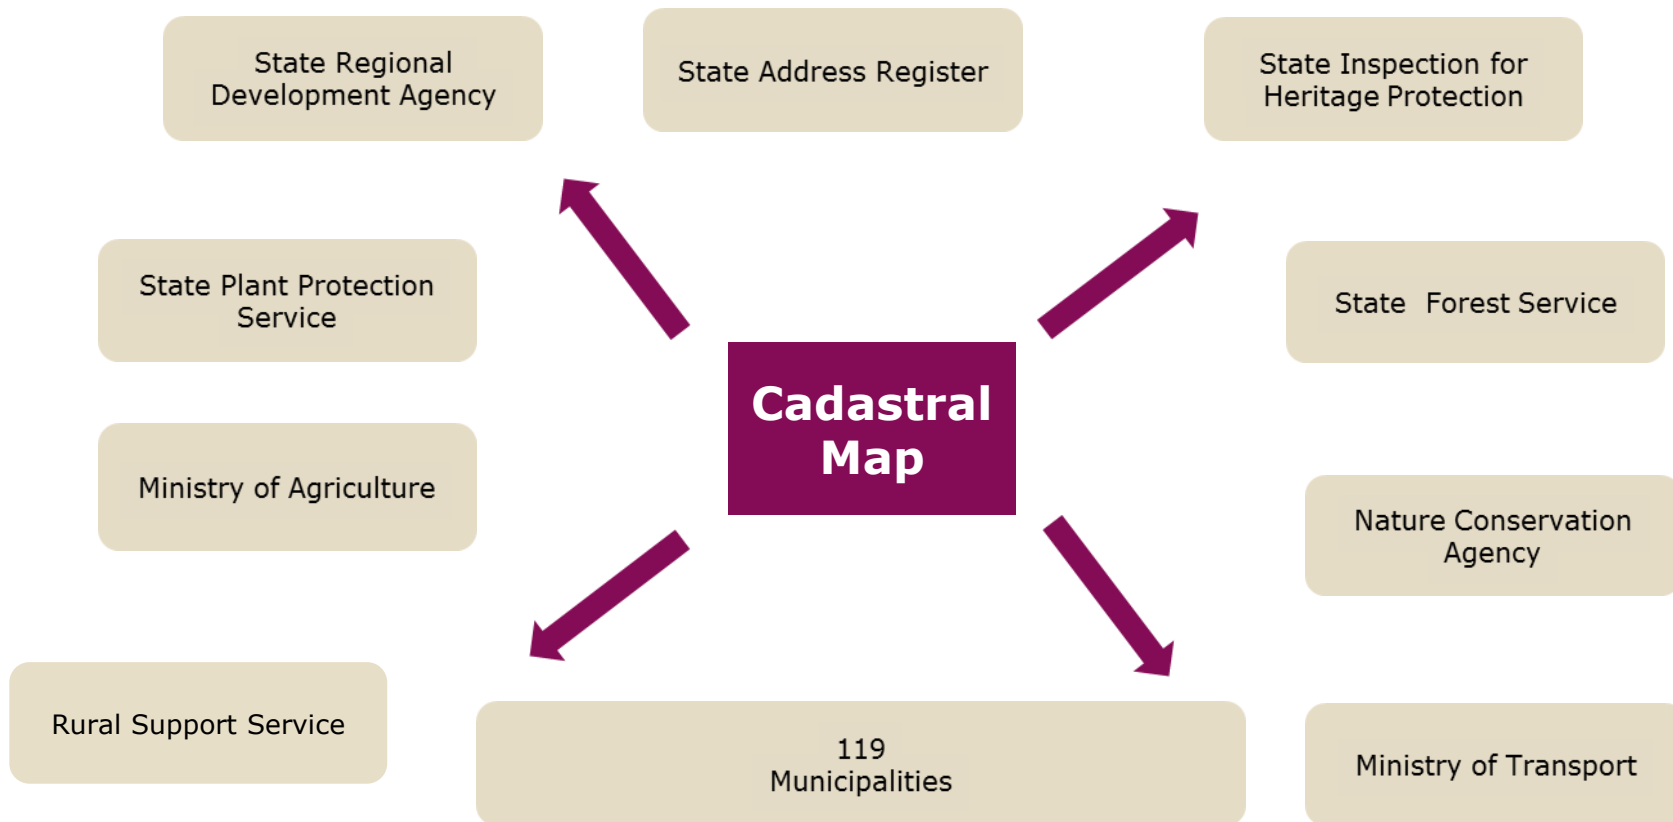 State Regional
Development Agency
State Address Register
State Inspection for
Heritage Protection
State Plant Protection
Service
State  Forest Service
Cadastral
Map
Ministry of Agriculture
Nature Conservation
Agency
Rural Support Service
119
Municipalities
Ministry of Transport